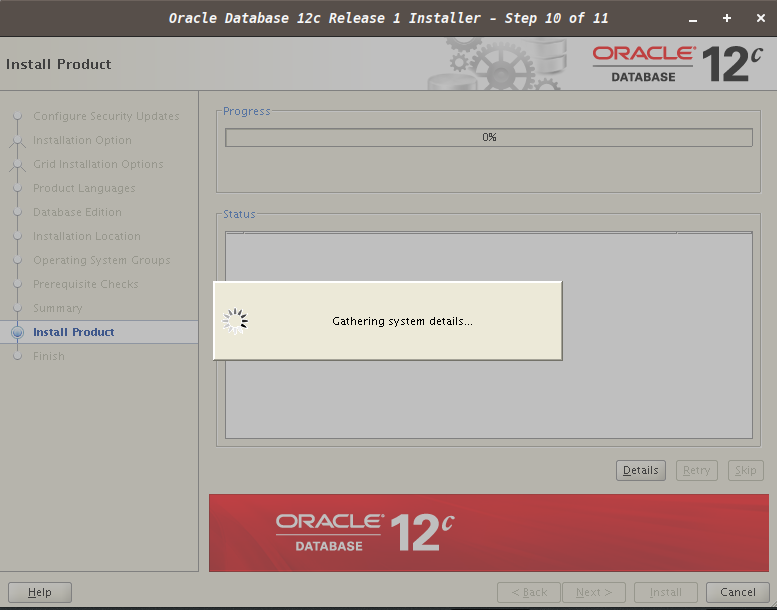 Oracle Database 12c Release 1 Installer - Step 10 of 11
Install Product
ORACLE
DATABASE
12c
Configure Security Updates
Installation Option
Grid Installation Options
Product Languages
Database Edition
Installation Location
Operating System Groups
Prerequisite Checks
Summary
Install Product
Finish
Progress
0%
Status
Gathering system details...
Details Retry Skip
ORACLE
DATABASE
12c
Help < Back Next > Install Cancel